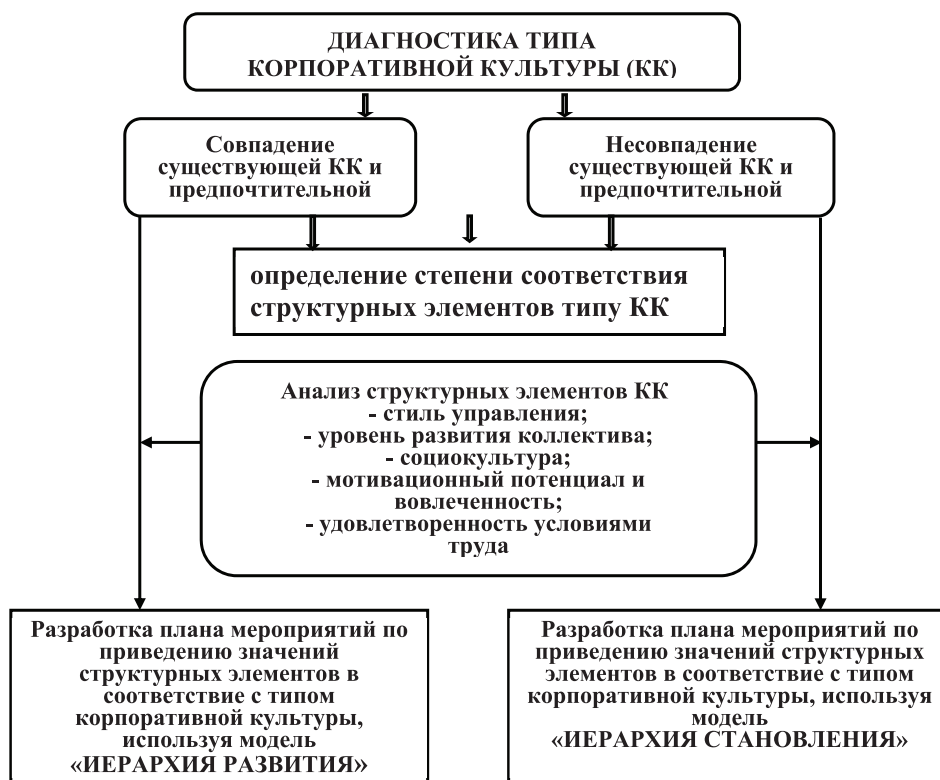 ДИАГНОСТИКА ТИПА
КОРПОРАТИВНОЙ КУЛЬТУРЫ (КК)
Совпадение
существующей КК и
предпочтительной
Несовпадение
существующей КК и
предпочтительной
определение степени соответствия
структурных элементов типу КК
Анализ структурных элементов КК
- стиль управления;
- уровень развития коллектива;
- социокультура;
- мотивационный потенциал и
вовлеченность;
- удовлетворенность условиями
труда
Разработка плана мероприятий по
приведению значений
структурных элементов в
соответствие с типом
корпоративной культуры,
используя модель
«ИЕРАРХИЯ РАЗВИТИЯ»
Разработка плана мероприятий по
приведению значений структурных
элементов в соответствие с типом
корпоративной культуры, используя
модель
«ИЕРАРХИЯ СТАНОВЛЕНИЯ»